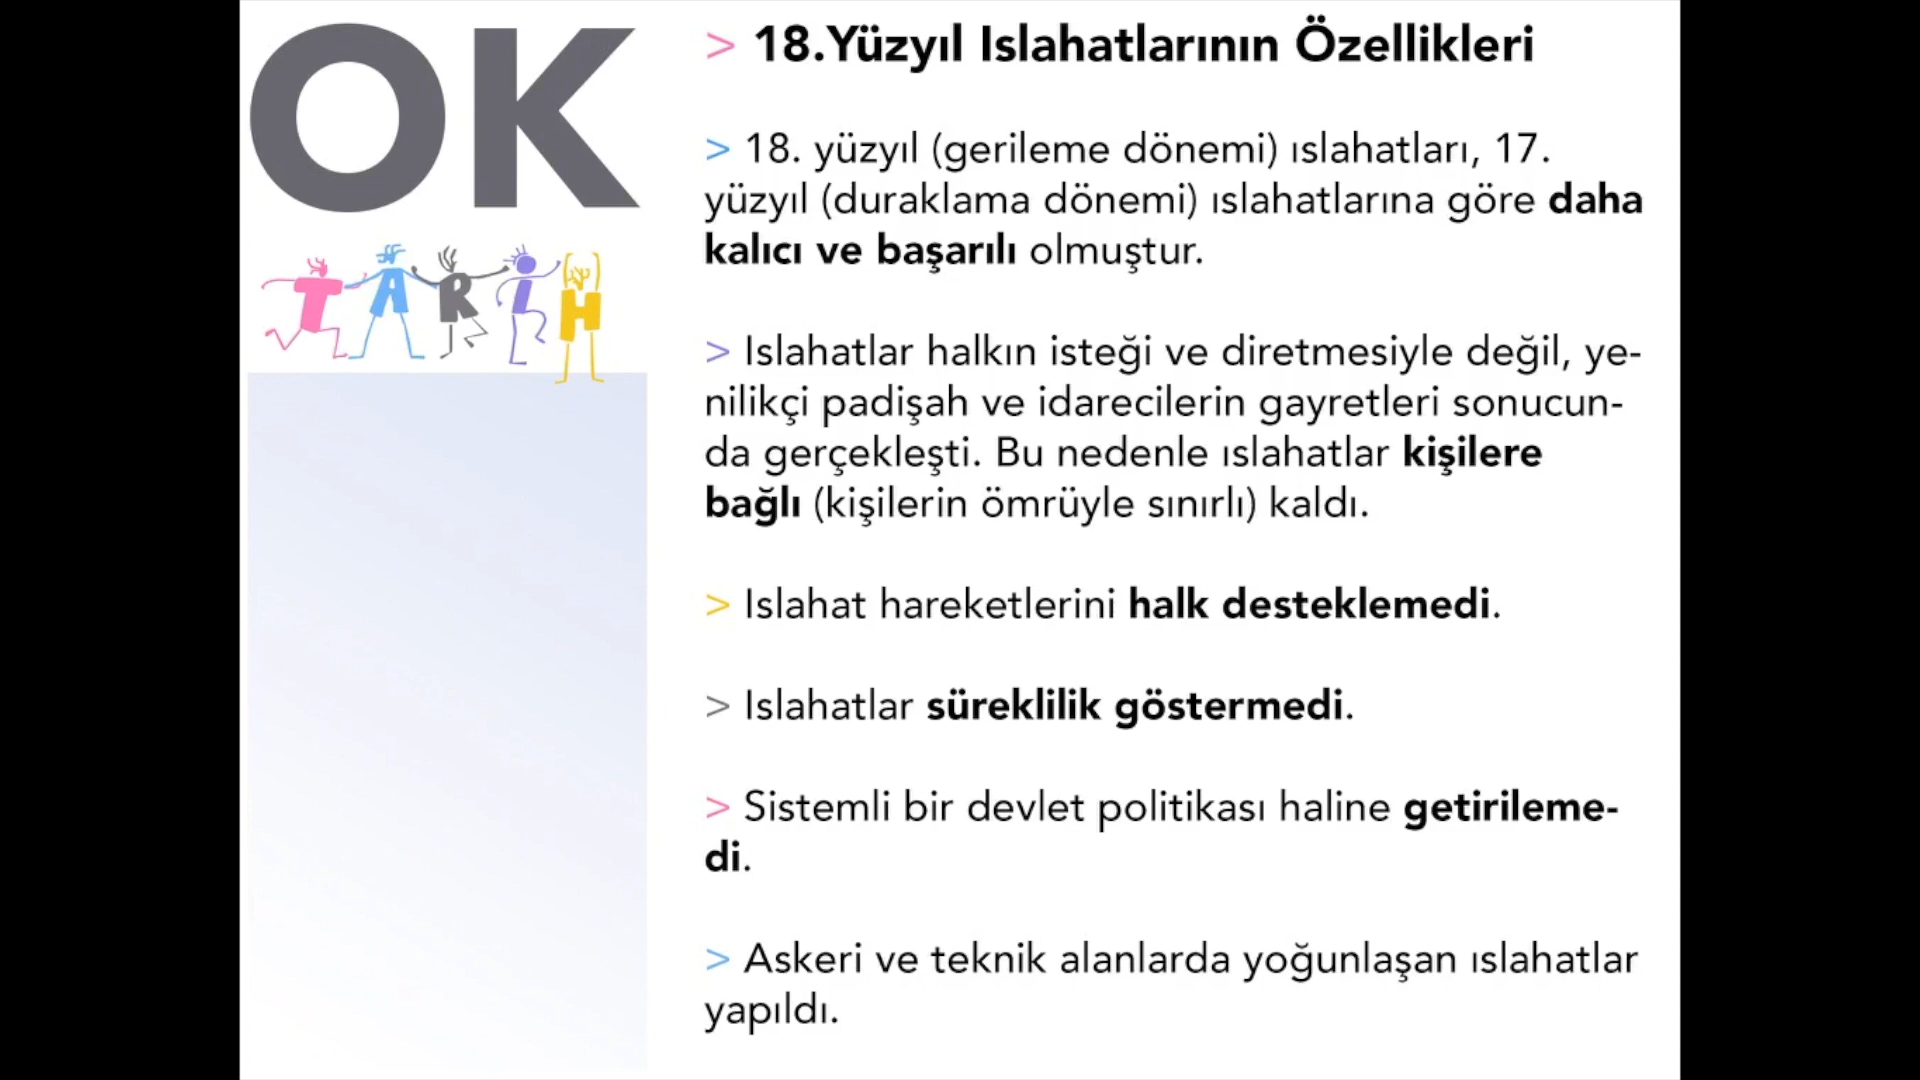 OK
TARİH
> 18.Yüzyıl Islahatlarının Özellikleri
> 18. yüzyıl (gerileme dönemi) ıslahatları, 17.
yüzyıl (duraklama dönemi) ıslahatlarına göre daha
kalıcı ve başarılı olmuştur.
> Islahatlar halkın isteği ve diretmesiyle değil, ye-
nilikçi padişah ve idarecilerin gayretleri sonucun-
da gerçekleşti. Bu nedenle ıslahatlar kişilere
bağlı (kişilerin ömrüyle sınırlı) kaldı.
> Islahat hareketlerini halk desteklemedi.
> Islahatlar süreklilik göstermedi.
> Sistemli bir devlet politikası haline getirileme-
di.
> Askeri ve teknik alanlarda yoğunlaşan ıslahatlar
yapıldı.